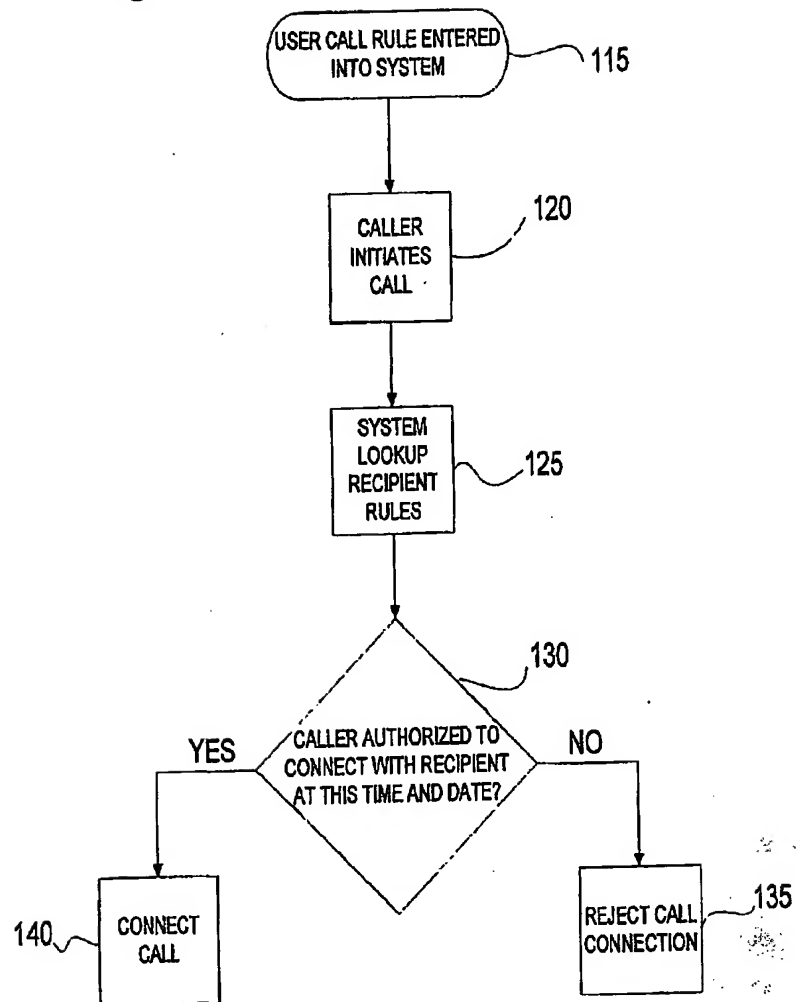 USER CALL RULE ENTERED
INTO SYSTEM
115
CALLER
INITIATES
CALL
120
SYSTEM
LOOKUP
RECIPIENT
RULES
125
130
CALLER AUTHORIZED TO
CONNECT WITH RECIPIENT
AT THIS TIME AND DATE?
YES
NO
140
CONNECT
CALL
REJECT CALL
CONNECTION
135